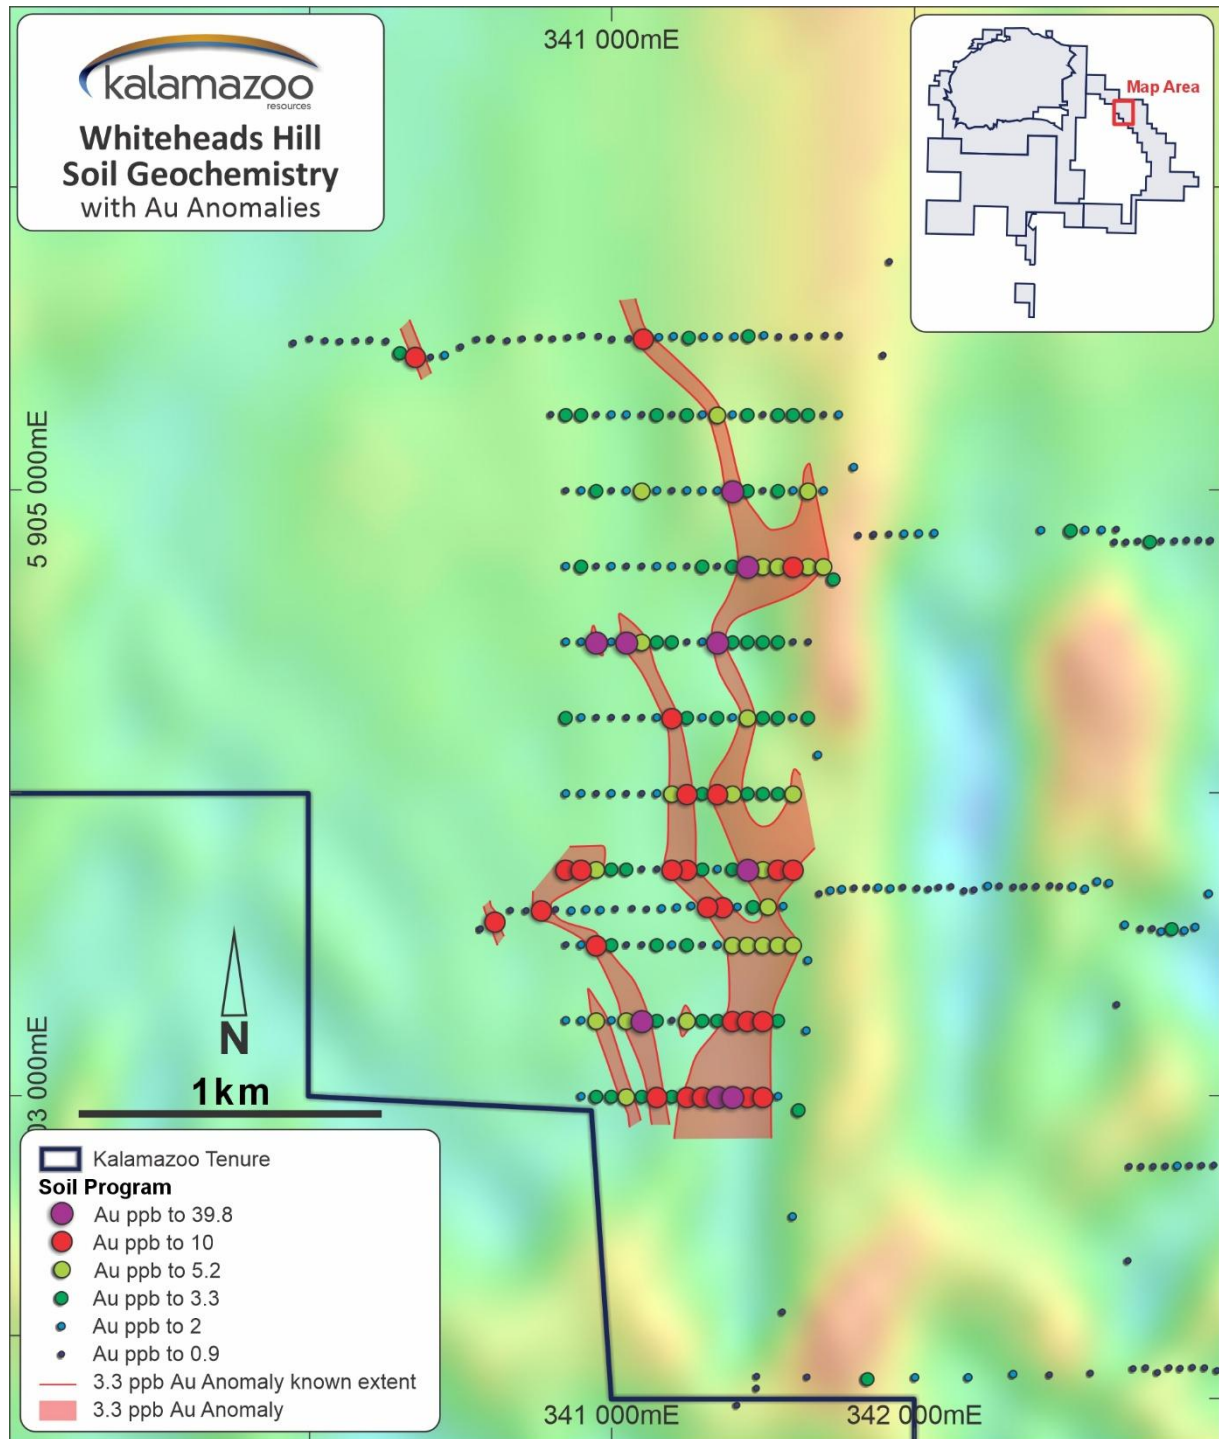 kalamazoo
resources
Whiteheads Hill
Soil Geochemistry
with Au Anomalies
341 000mE
Map Area
5 905 000mE
03 000mE
N
1km
Kalamazoo Tenure
Soil Program
Au ppb to 39.8
Au ppb to 10
Au ppb to 5.2
Au ppb to 3.3
Au ppb to 2
Au ppb to 0.9
3.3 ppb Au Anomaly known extent
3.3 ppb Au Anomaly
341 000mE
342 000mE